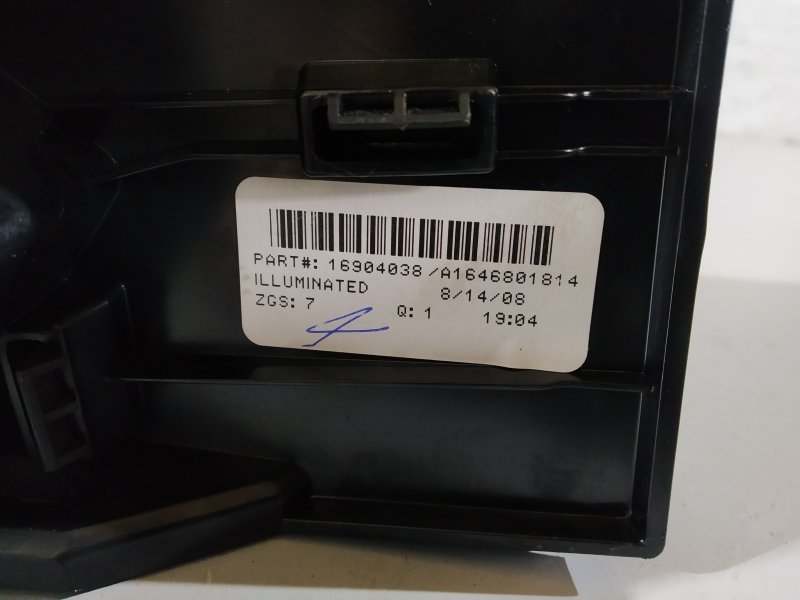 PART#: 16904038/A1646801814
ILLUMINATED 8/14/08
ZGS: 7 Q: 1 19:04